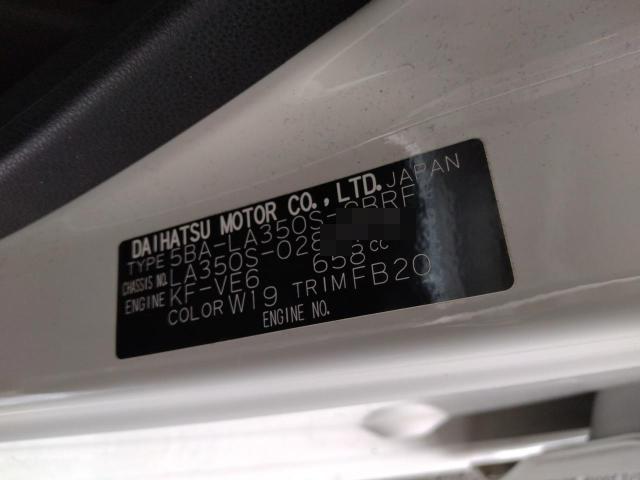 DAIHATSU MOTOR CO.,LTD. JAPAN
TYPE 5BA-LA350S-GBRF
CHASSIS NO. LA350S-028
ENGINE KF-VE6 658cc
COLOR W19 TRIM FB20
ENGINE NO.